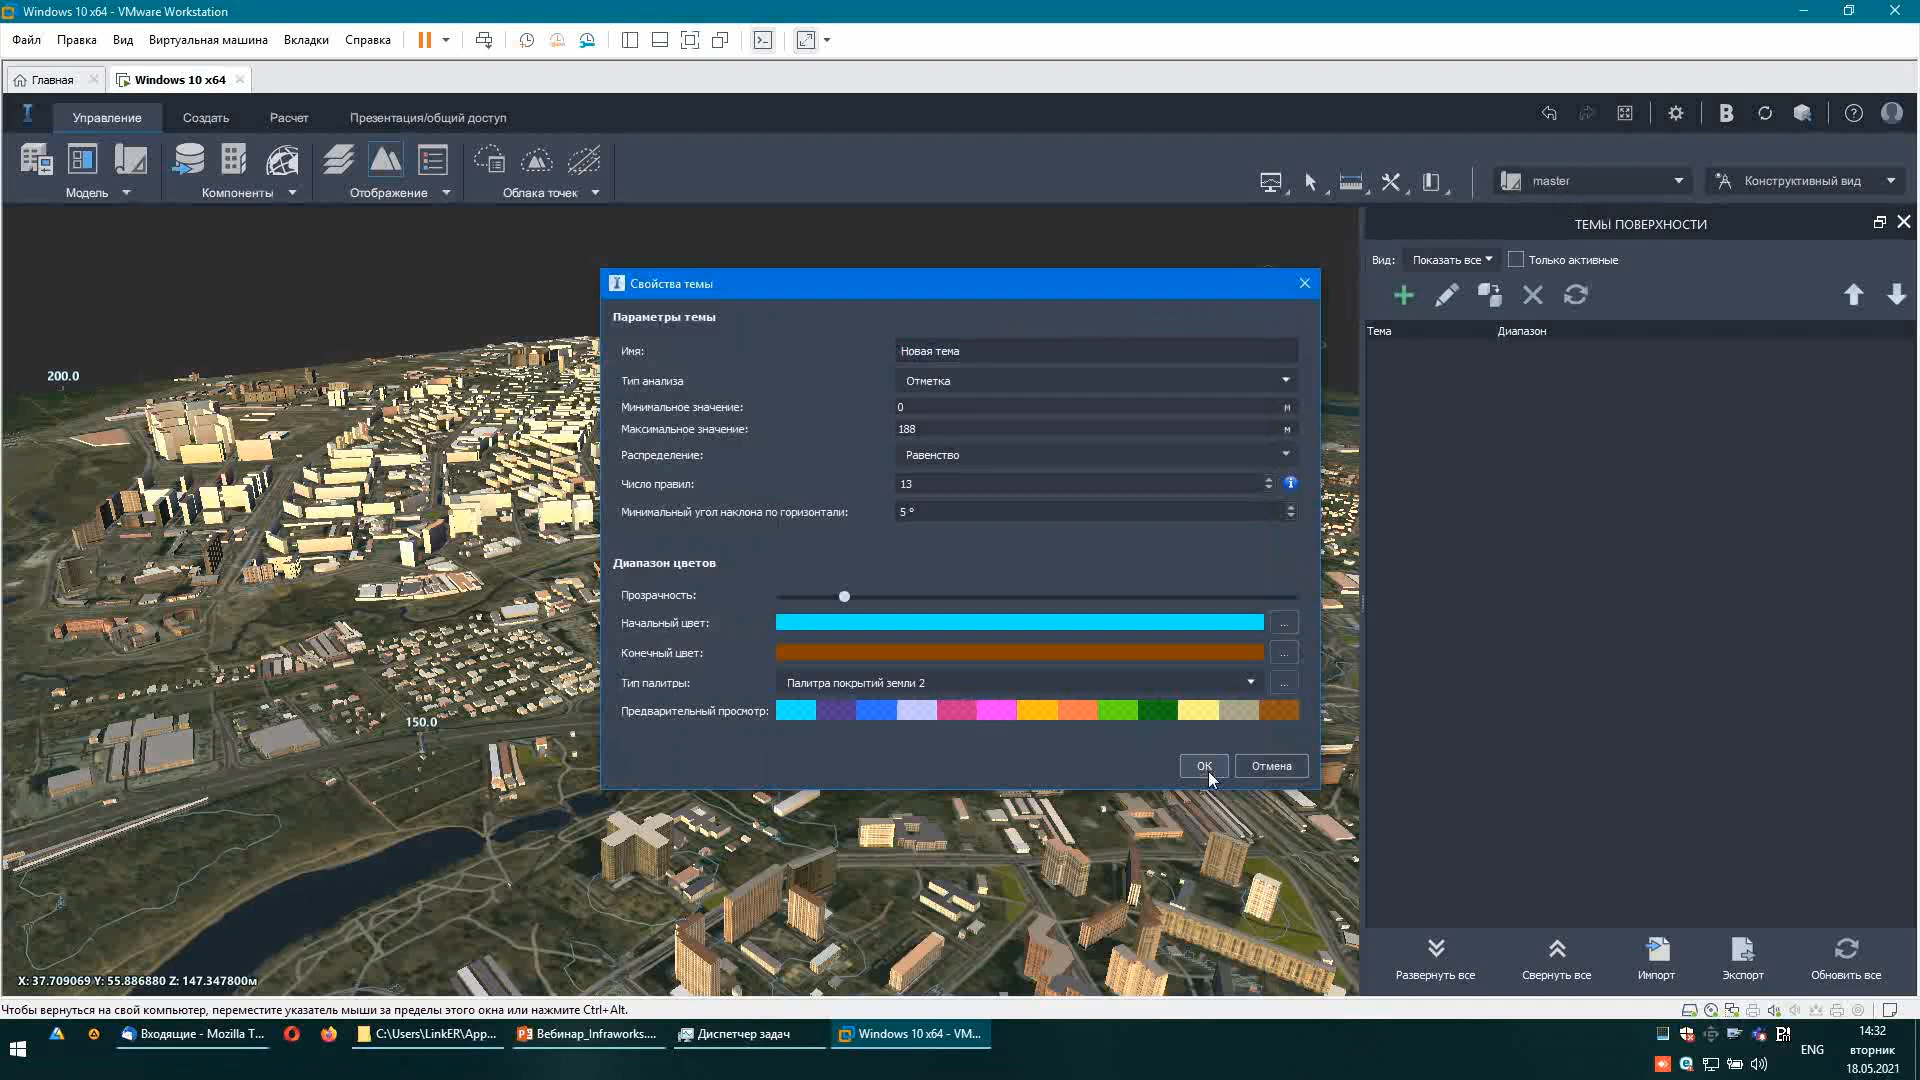 Windows 10 x64 - VMware Workstation
Файл Правка Вид Виртуальная машина Вкладки Справка
Главная Windows 10 x64
Управление Создать Расчет Презентация/общий доступ
Модель Компоненты Отображение Облака точек
master Конструктивный вид
ТЕМЫ ПОВЕРХНОСТИ
Вид: Показать все Только активные
Тема Диапазон
Свойства темы
Параметры темы
Имя: Новая тема
Тип анализа Отметка
Минимальное значение: 0 м
Максимальное значение: 188 м
Распределение: Равенство
Число правил: 13
Минимальный угол наклона по горизонтали: 5 °
Диапазон цветов
Прозрачность:
Начальный цвет: ...
Конечный цвет: ...
Тип палитры: Палитра покрытий земли 2 ...
Предварительный просмотр:
OK Отмена
200.0
150.0
X: 37.709069 Y: 55.886880 Z: 147.347800м
Развернуть все Свернуть все Импорт Экспорт Обновить все
Чтобы вернуться на свой компьютер, переместите указатель мыши за пределы этого окна или нажмите Ctrl+Alt.
Входящие - Mozilla T... C:\Users\LinkER\App... Вебинар_Infraworks.... Диспетчер задач Windows 10 x64 - VM...
ENG
14:32
вторник
18.05.2021